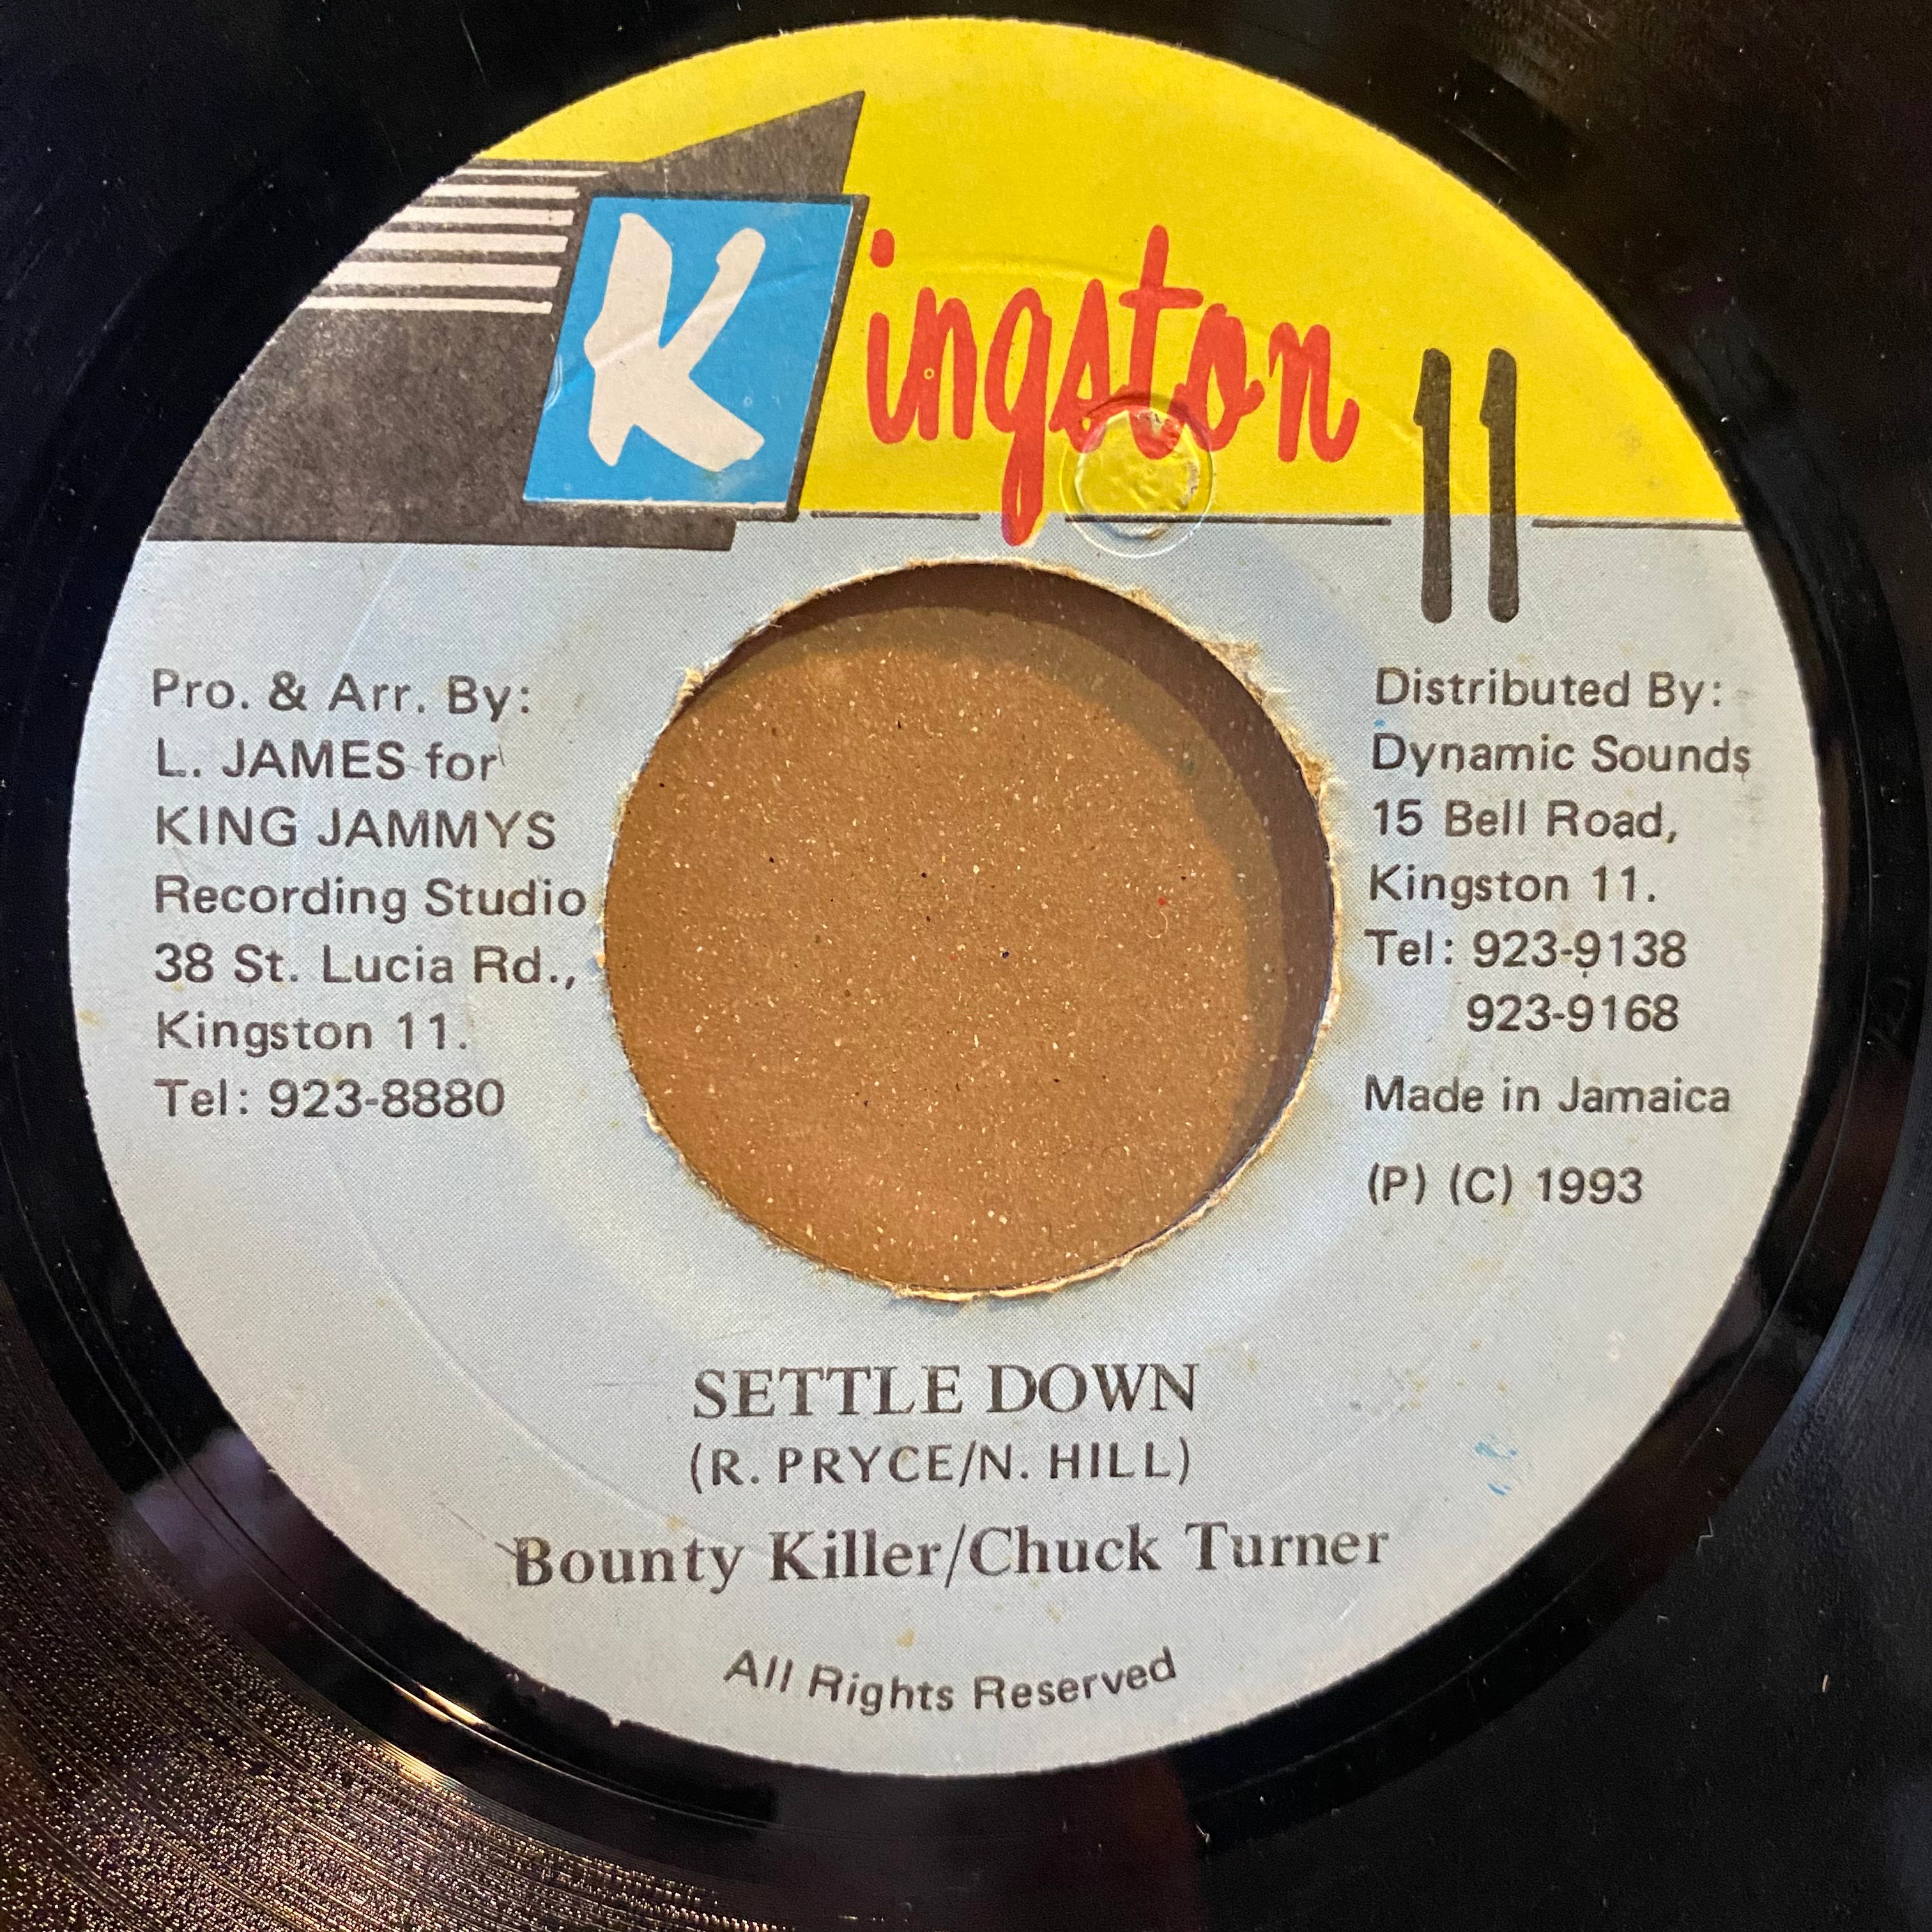 Kingston 11
Pro. & Arr. By:
L. JAMES for
KING JAMMYS
Recording Studio
38 St. Lucia Rd.,
Kingston 11.
Tel: 923-8880
Distributed By:
Dynamic Sounds
15 Bell Road,
Kingston 11.
Tel: 923-9138
923-9168
Made in Jamaica
(P) (C) 1993
SETTLE DOWN
(R. PRYCE/N. HILL)
Bounty Killer/Chuck Turner
All Rights Reserved